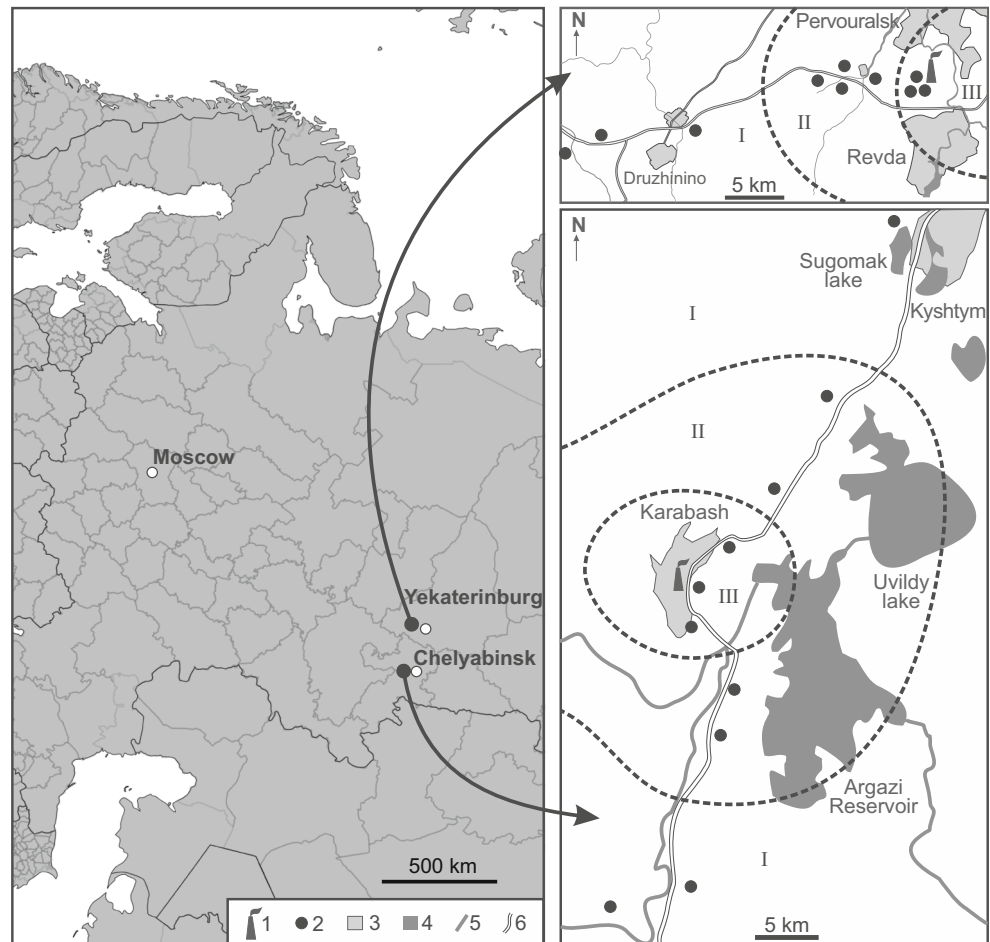 Moscow
Yekaterinburg
Chelyabinsk
500 km
1 2 3 4 5 6
N
Pervouralsk
III
II
I
Revda
Druzhinino
5 km
N
Sugomak
lake
Kyshtym
I
II
Karabash
III
Uvildy
lake
Argazi
Reservoir
I
5 km